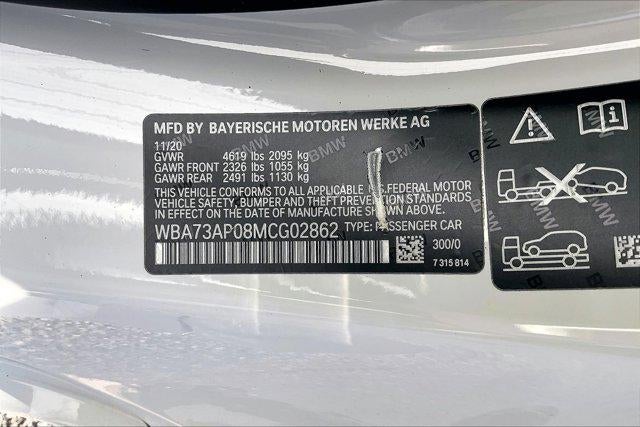 MFD BY BAYERISCHE MOTOREN WERKE AG
11/20
GVWR 4619 lbs 2095 kg
GAWR FRONT 2326 lbs 1055 kg
GAWR REAR 2491 lbs 1130 kg
THIS VEHICLE CONFORMS TO ALL APPLICABLE U.S.FEDERAL MOTOR
VEHICLE SAFETY, BUMPER AND THEFT PREVENTION STANDARDS
IN EFFECT ON THE DATE OF MANUFACTURE SHOWN ABOVE.
WBA73AP08MCG02862 TYPE: PASSENGER CAR
300/0
7 315 814